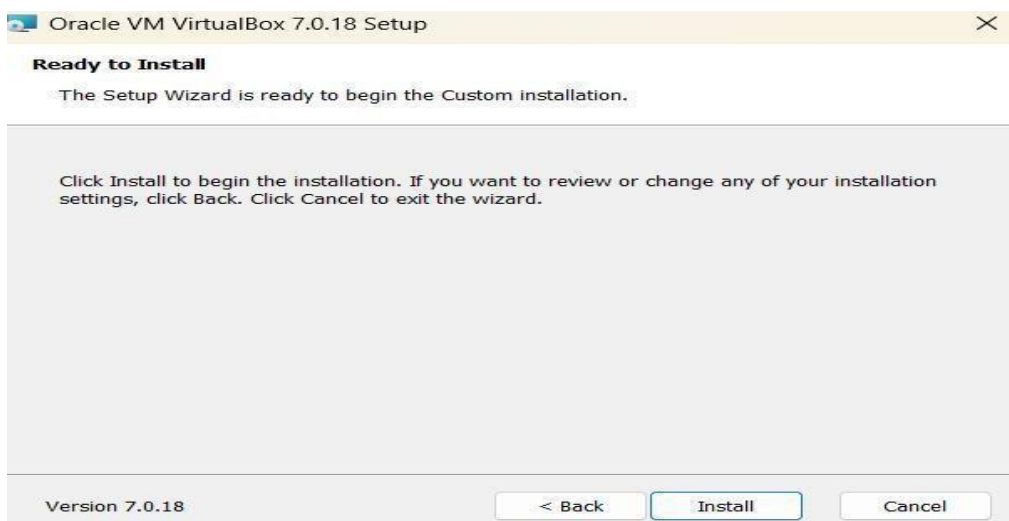 Oracle VM VirtualBox 7.0.18 Setup
Ready to Install
The Setup Wizard is ready to begin the Custom installation.
Click Install to begin the installation. If you want to review or change any of your installation
settings, click Back. Click Cancel to exit the wizard.
Version 7.0.18
< Back
Install
Cancel